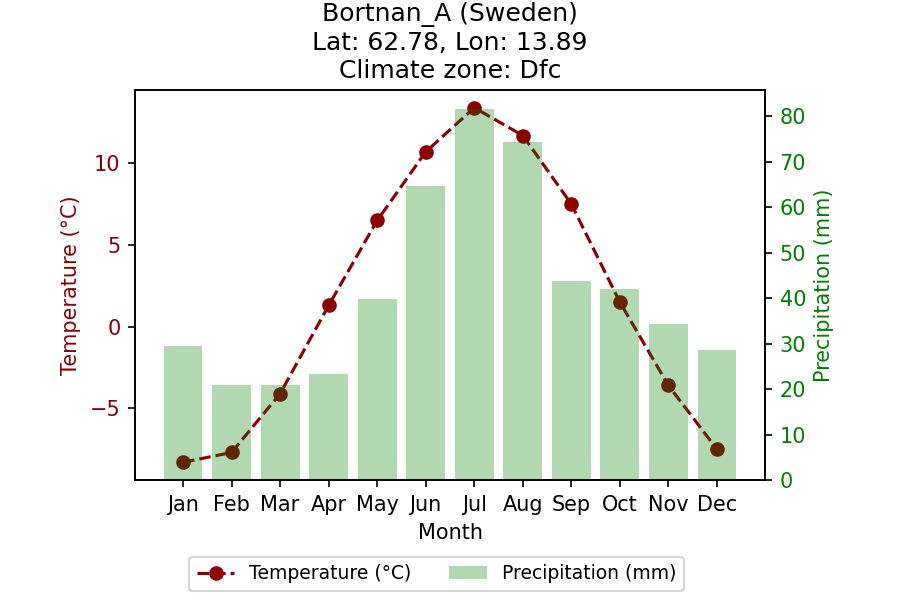 Bortnan_A (Sweden)
Lat: 62.78, Lon: 13.89
Climate zone: Dfc
Temperature (°C)
10
5
0
−5
80
70
60
50
40
30
20
10
0
Precipitation (mm)
Jan Feb Mar Apr May Jun Jul Aug Sep Oct Nov Dec
Month
Temperature (°C) Precipitation (mm)